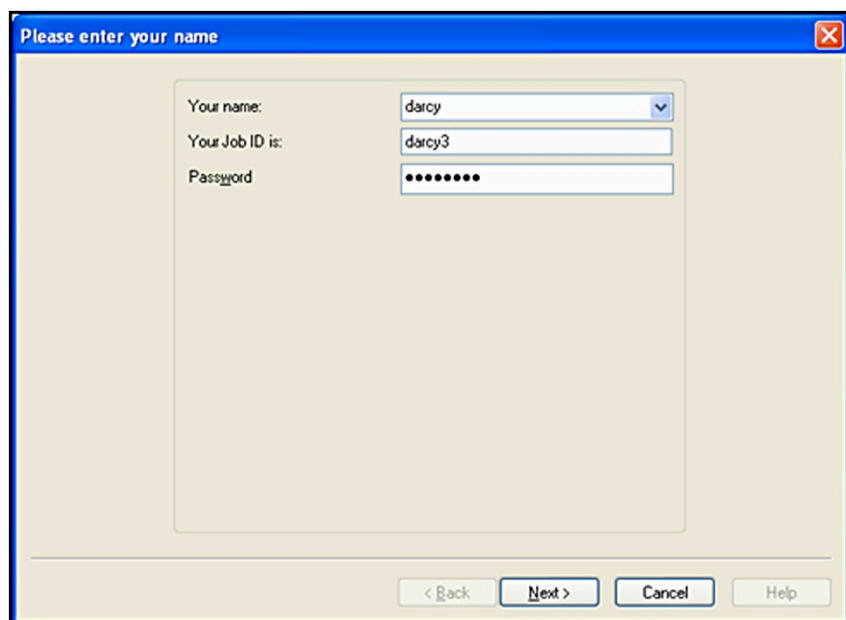 Please enter your name
Your name: darcy
Your Job ID is: darcy3
Password ••••••••
< Back Next > Cancel Help